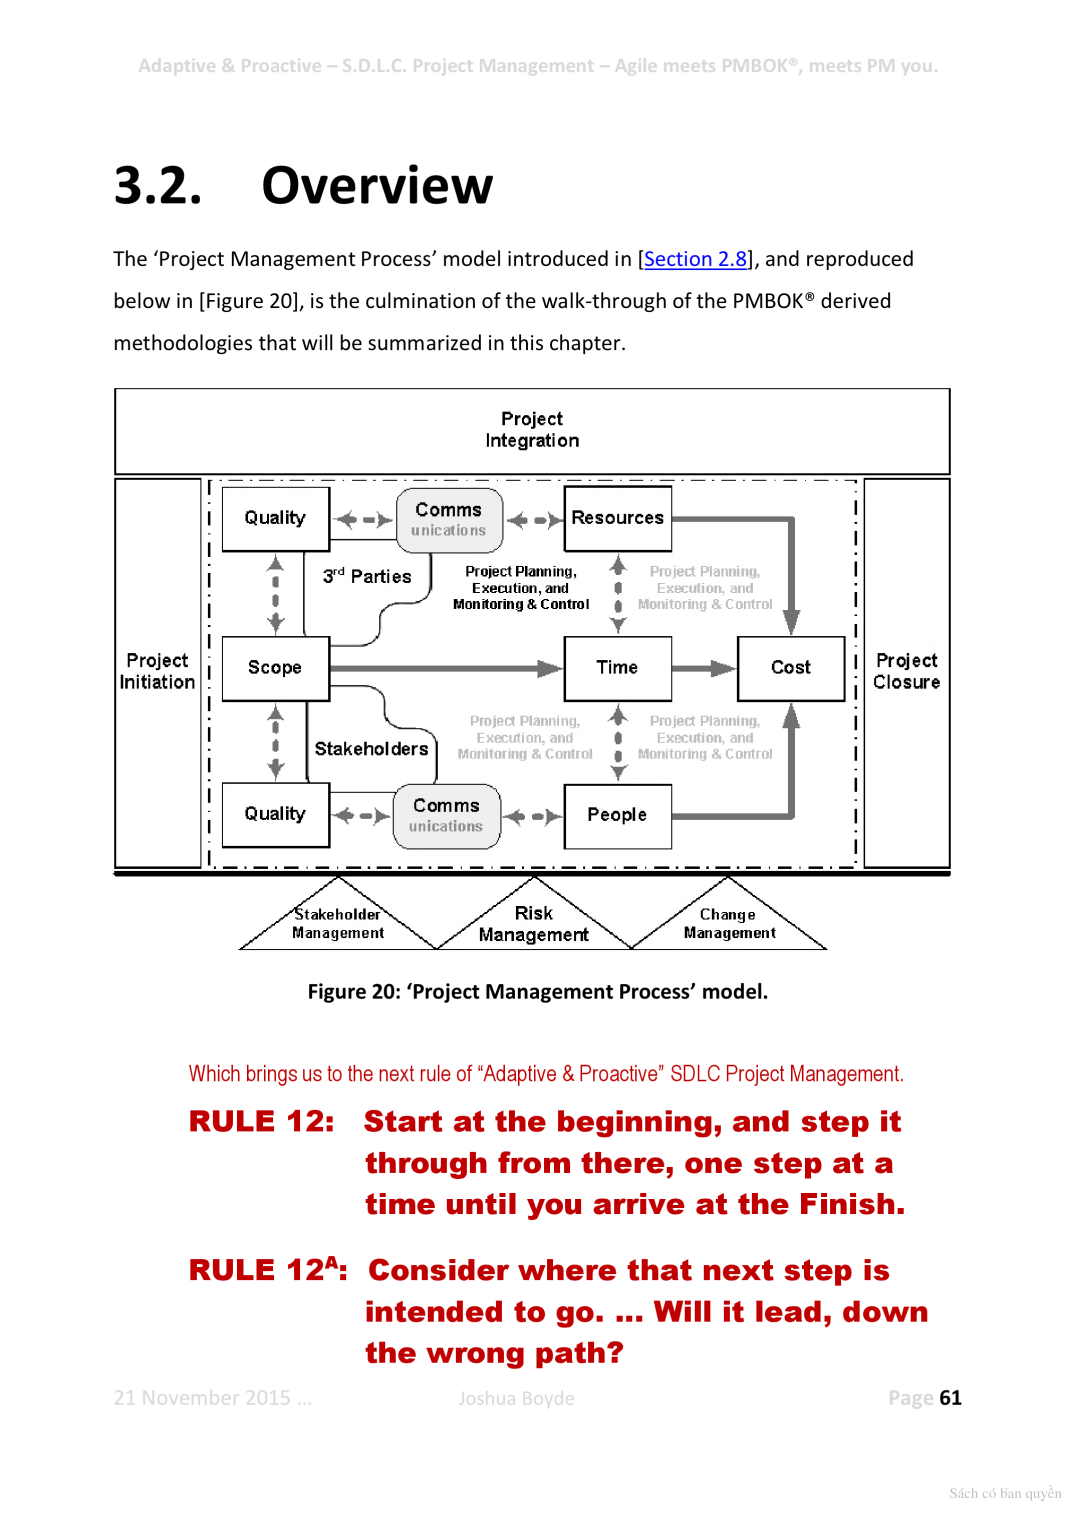 Adaptive & Proactive – S.D.L.C. Project Management – Agile meets PMBOK®, meets PM you.
3.2. Overview
The ‘Project Management Process’ model introduced in [Section 2.8], and reproduced
below in [Figure 20], is the culmination of the walk-through of the PMBOK® derived
methodologies that will be summarized in this chapter.
Project
Integration
Quality
Comms
unications
Resources
3rd Parties
Project Planning,
Execution, and
Monitoring & Control
Project Planning,
Execution, and
Monitoring & Control
Project
Initiation
Scope
Time
Cost
Project
Closure
Stakeholders
Project Planning,
Execution, and
Monitoring & Control
Project Planning,
Execution, and
Monitoring & Control
Quality
Comms
unications
People
Stakeholder
Management
Risk
Management
Change
Management
Figure 20: ‘Project Management Process’ model.
Which brings us to the next rule of “Adaptive & Proactive” SDLC Project Management.
RULE 12: Start at the beginning, and step it
through from there, one step at a
time until you arrive at the Finish.
RULE 12A: Consider where that next step is
intended to go. ... Will it lead, down
the wrong path?
21 November 2015 ... Joshua Boyde Page 61
Sách có bản quyền